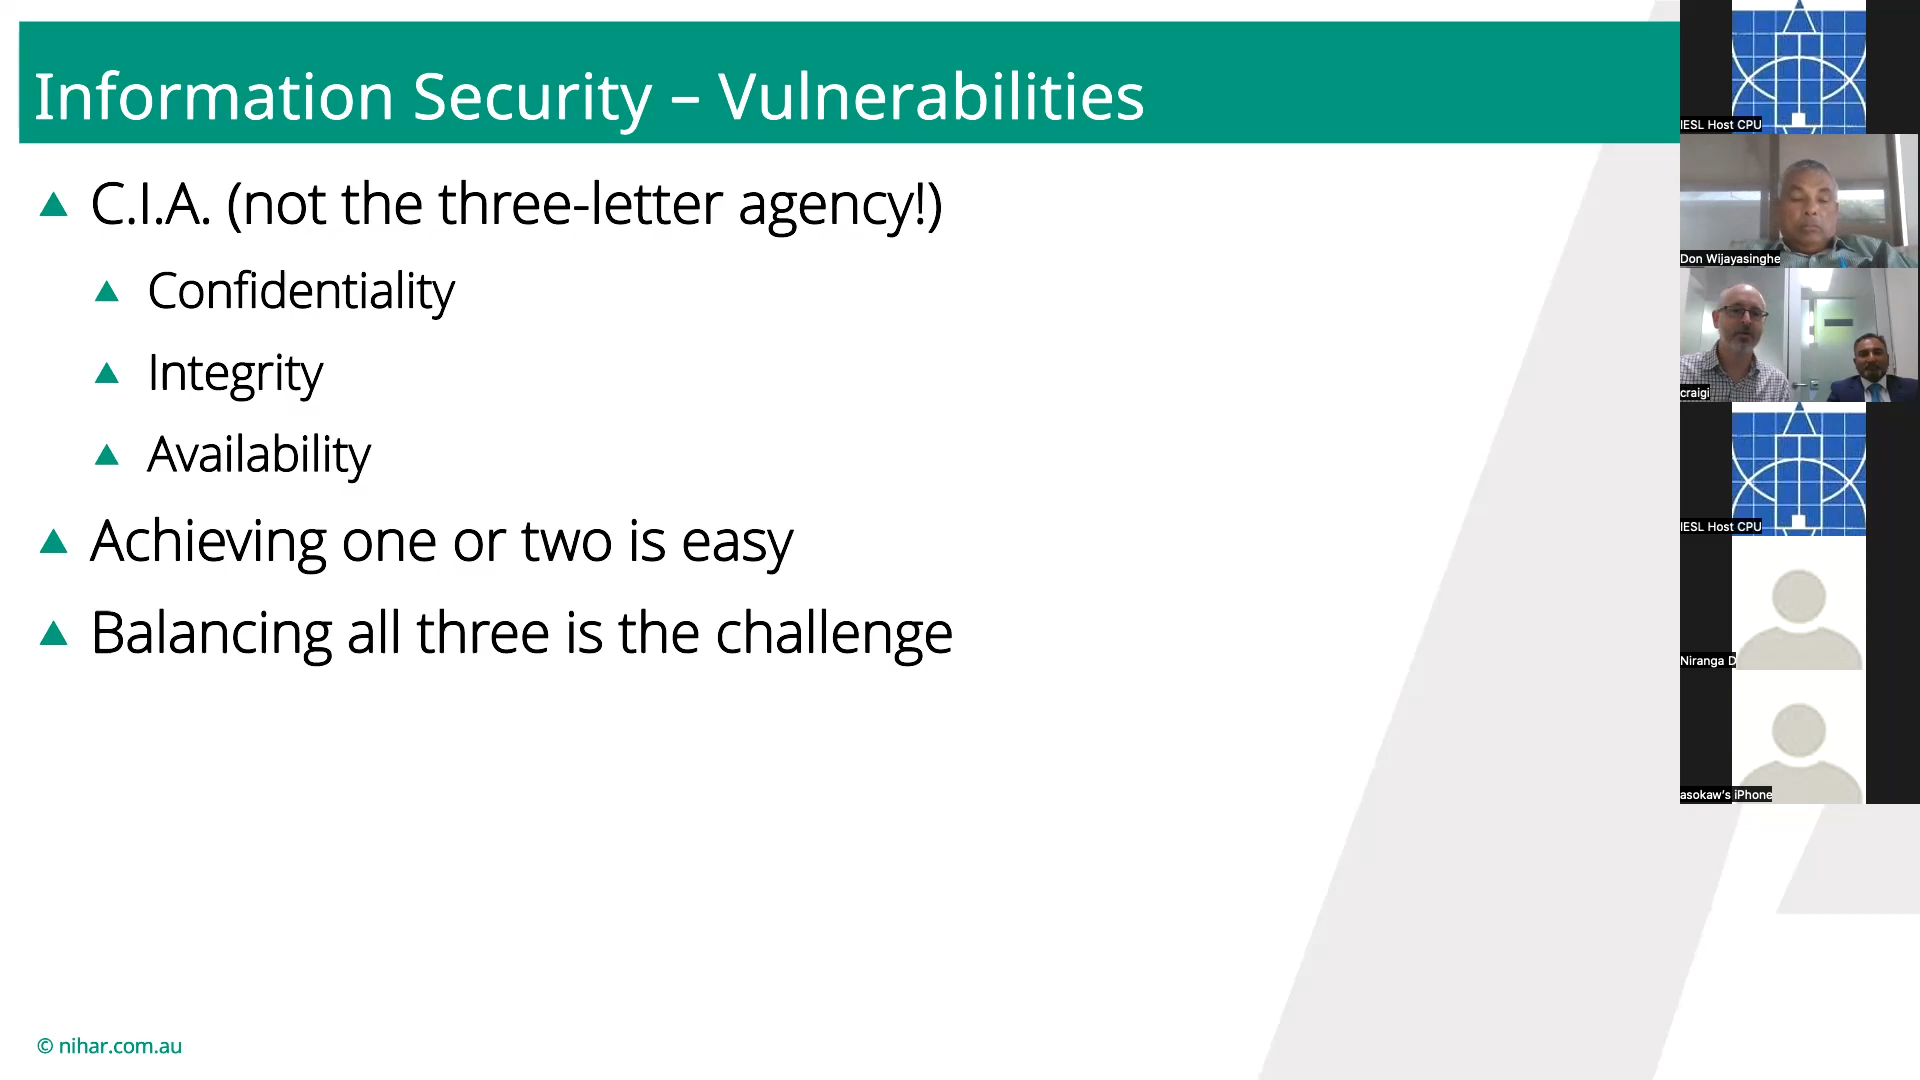 Information Security – Vulnerabilities
C.I.A. (not the three-letter agency!)
Confidentiality
Integrity
Availability
Achieving one or two is easy
Balancing all three is the challenge
© nihar.com.au
IESL Host CPU
Don Wijayasinghe
craigi
IESL Host CPU
Niranga D
asokaw's iPhone